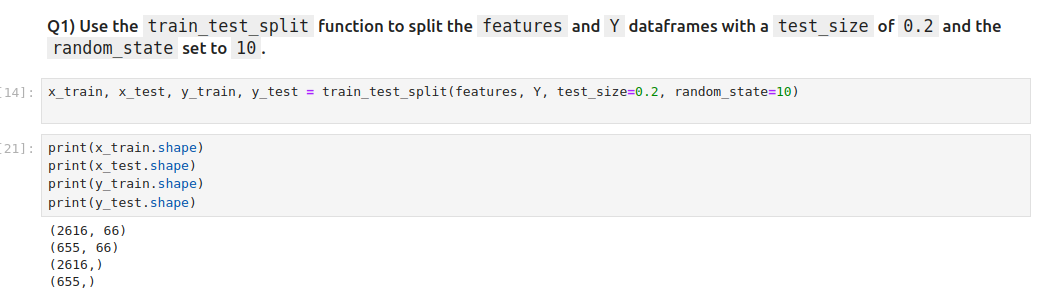 Q1) Use the train_test_split function to split the features and Y dataframes with a test_size of 0.2 and the
random_state set to 10.
[14]: x_train, x_test, y_train, y_test = train_test_split(features, Y, test_size=0.2, random_state=10)
[21]: print(x_train.shape)
print(x_test.shape)
print(y_train.shape)
print(y_test.shape)
(2616, 66)
(655, 66)
(2616,)
(655,)